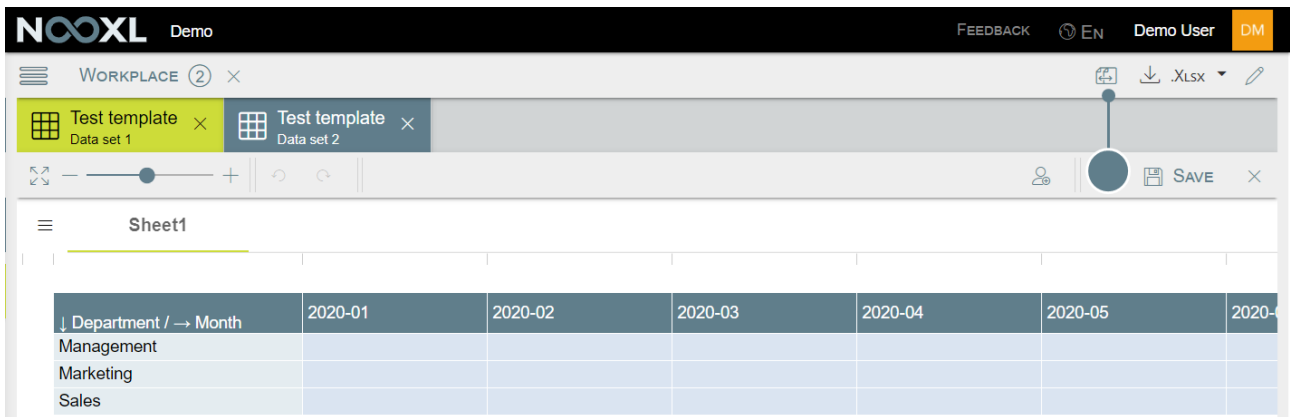 NOOXL Demo FEEDBACK EN Demo User DM
WORKPLACE 2 .XLSX
Test template Test template
Data set 1 Data set 2
SAVE
Sheet1
↓ Department / → Month 2020-01 2020-02 2020-03 2020-04 2020-05
Management
Marketing
Sales